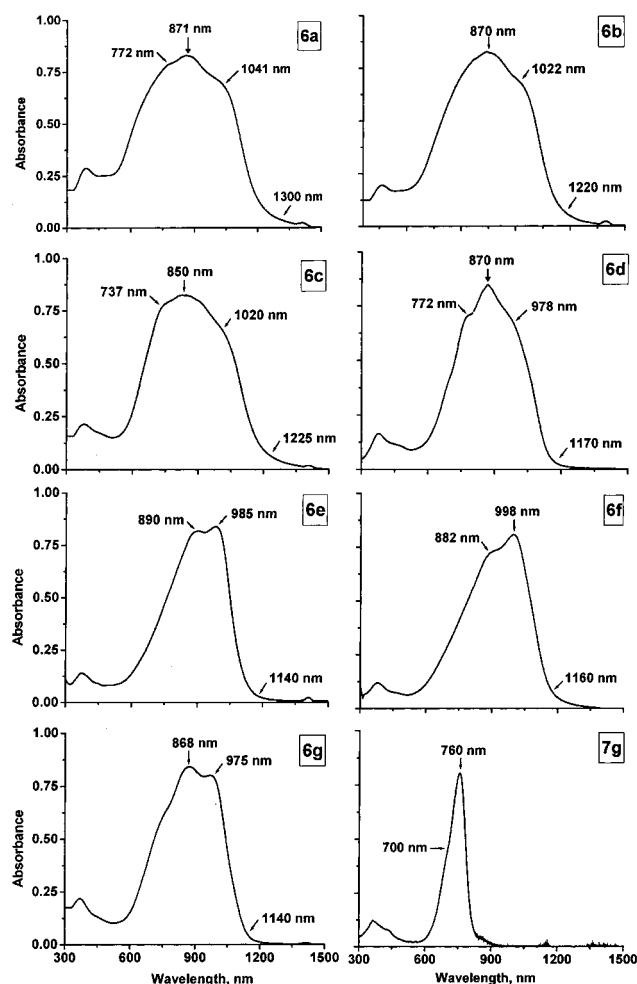 871 nm
772 nm
1041 nm
1300 nm
6a
870 nm
1022 nm
1220 nm
6b
1.00
0.75
0.50
0.25
0.00
Absorbance
850 nm
737 nm
1020 nm
1225 nm
6c
870 nm
772 nm
978 nm
1170 nm
6d
1.00
0.75
0.50
0.25
0.00
Absorbance
890 nm
985 nm
1140 nm
6e
998 nm
882 nm
1160 nm
6f
1.00
0.75
0.50
0.25
0.00
Absorbance
868 nm
975 nm
1140 nm
6g
760 nm
700 nm
7g
1.00
0.75
0.50
0.25
0.00
Absorbance
300 600 900 1200 1500
Wavelength, nm
300 600 900 1200 1500
Wavelength, nm